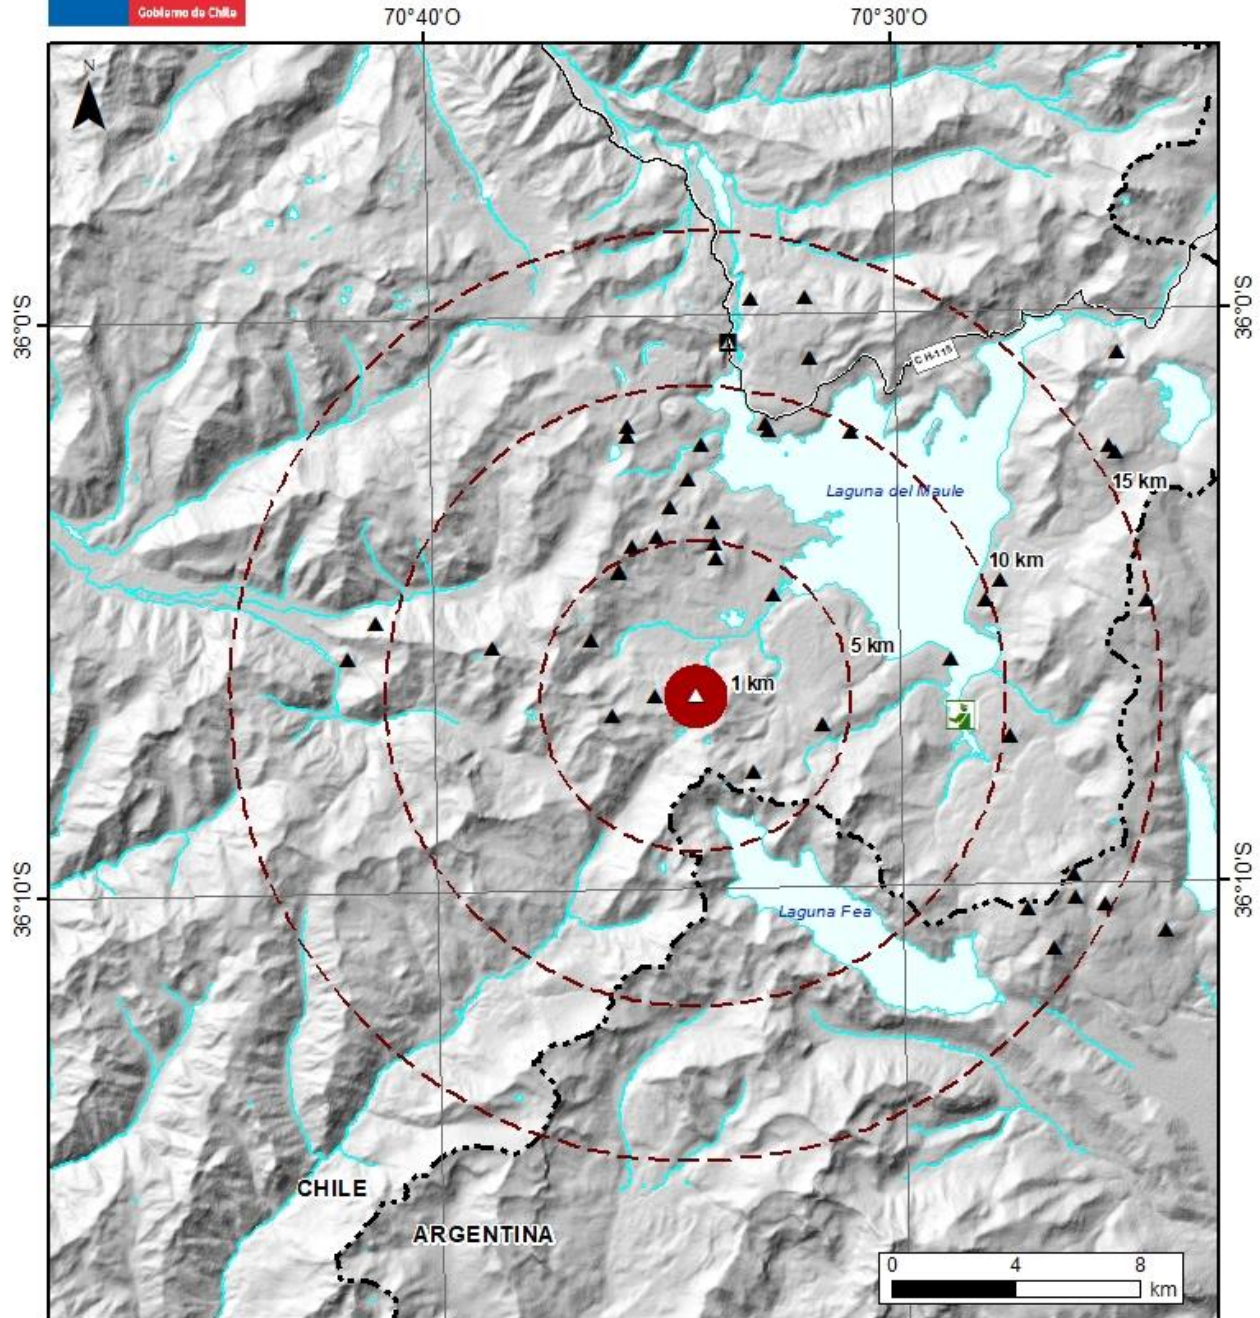 Gobierno de Chile
70°40'O
70°30'O
N
36°0'S
36°0'S
CH-115
Laguna del Maule
15 km
10 km
5 km
1 km
36°10'S
36°10'S
Laguna Fea
CHILE
ARGENTINA
0 4 8
km